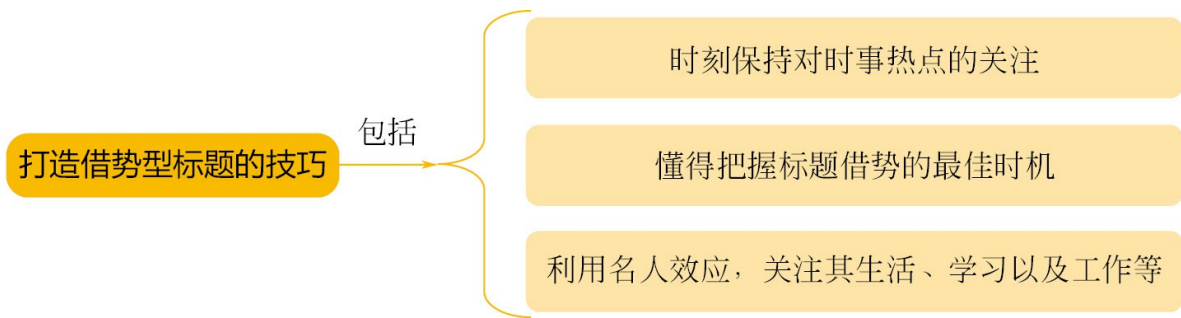 时刻保持对时事热点的关注
包括
打造借势型标题的技巧
懂得把握标题借势的最佳时机
利用名人效应，关注其生活、学习以及工作等